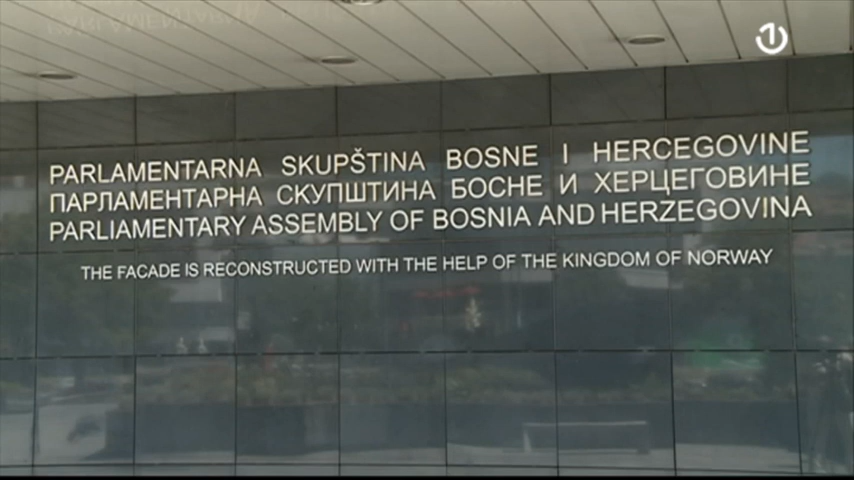 PARLAMENTARNA SKUPŠTINA BOSNE I HERCEGOVINE
ПАРЛАМЕНТАРНА СКУПШТИНА БОСНЕ И ХЕРЦЕГОВИНЕ
PARLIAMENTARY ASSEMBLY OF BOSNIA AND HERZEGOVINA
THE FACADE IS RECONSTRUCTED WITH THE HELP OF THE KINGDOM OF NORWAY